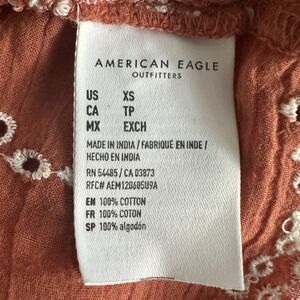 AMERICAN EAGLE
OUTFITTERS
US XS
CA TP
MX EXCH
MADE IN INDIA / FABRIQUÉ EN INDE /
HECHO EN INDIA
RN 54485 / CA 03873
RFC# AEM120605U9A
EN 100% COTTON
FR 100% COTON
SP 100% algodón